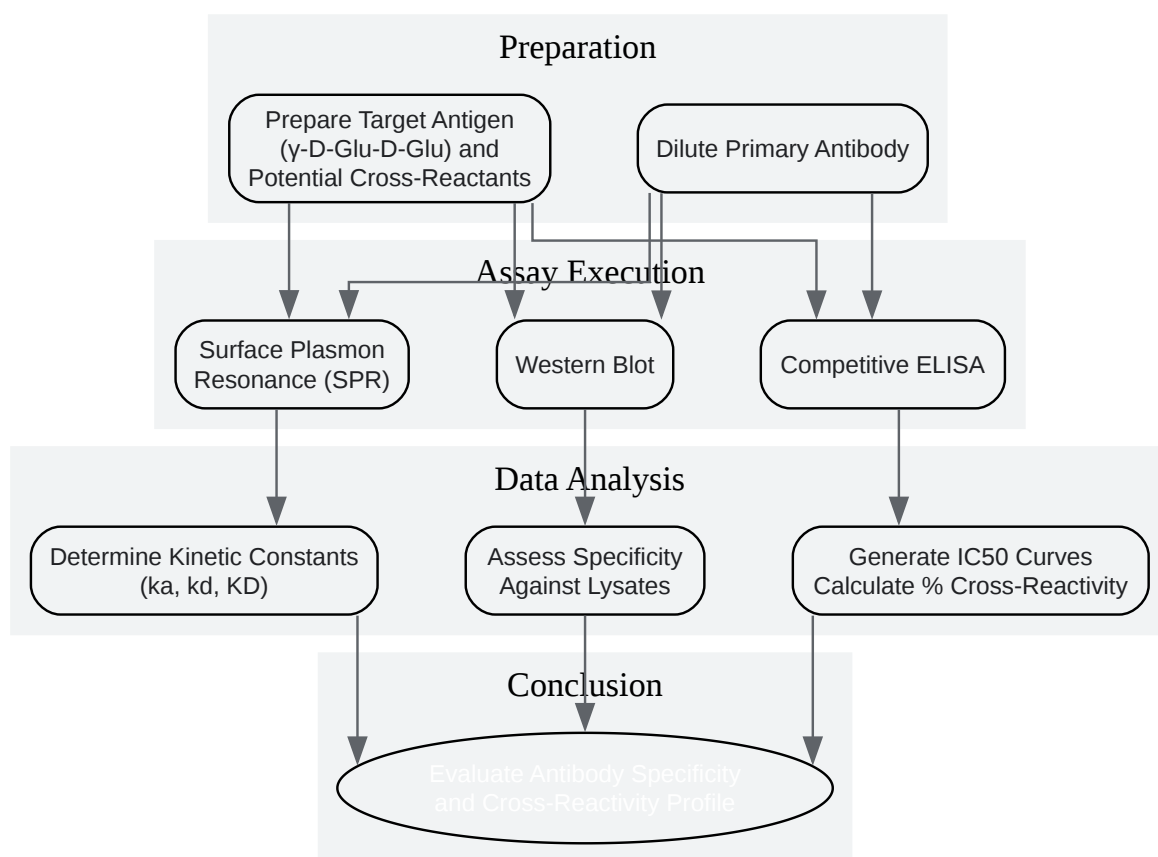 Preparation
Prepare Target Antigen
(γ-D-Glu-D-Glu) and
Potential Cross-Reactants
Dilute Primary Antibody
Assay Execution
Surface Plasmon
Resonance (SPR)
Western Blot
Competitive ELISA
Data Analysis
Determine Kinetic Constants
(ka, kd, KD)
Assess Specificity
Against Lysates
Generate IC50 Curves
Calculate % Cross-Reactivity
Conclusion
Evaluate Antibody Specificity
and Cross-Reactivity Profile